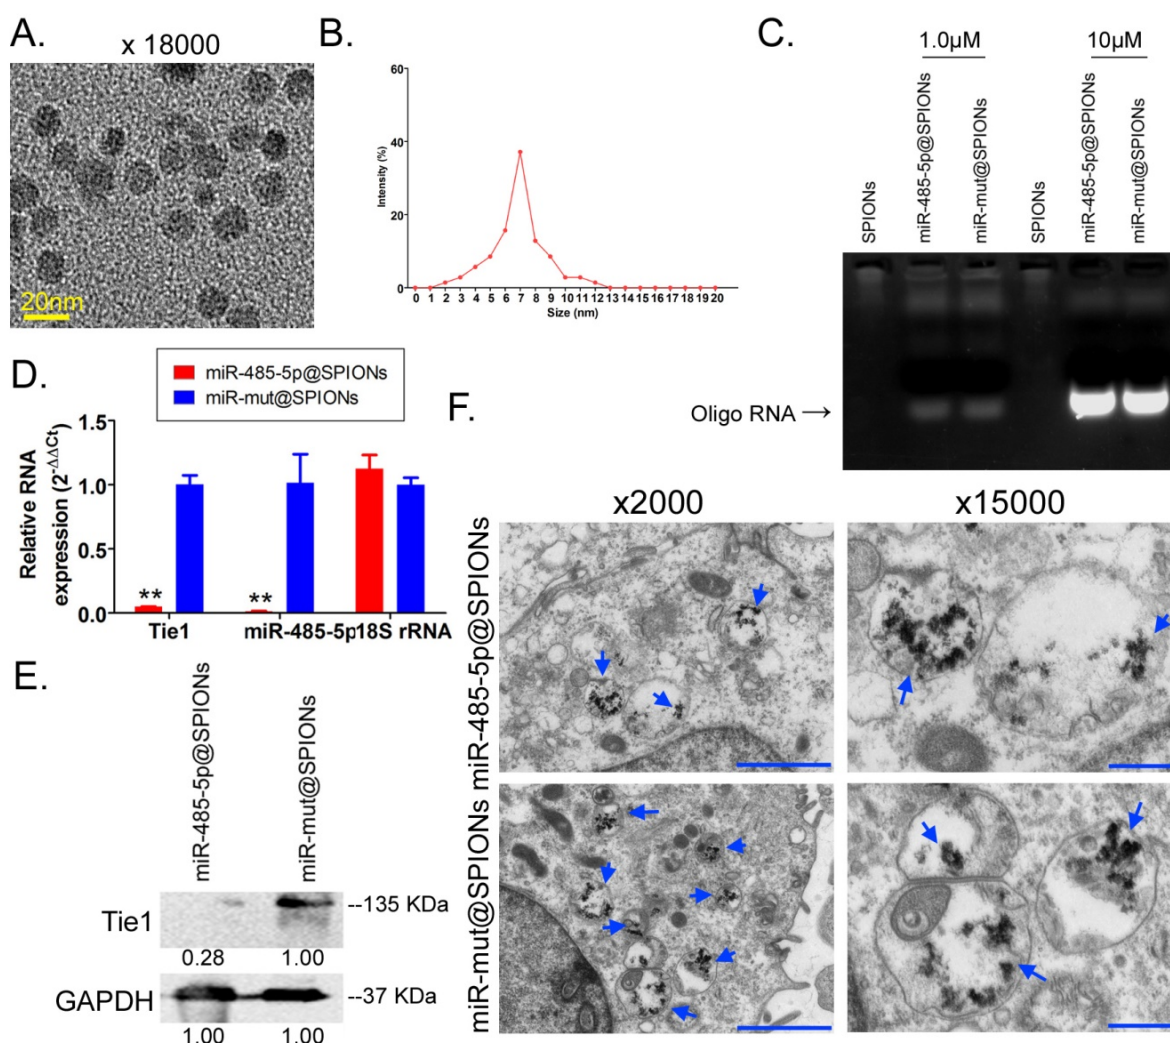 A.
x 18000
20nm
B.
Intensity (%)
60
40
20
0
0 1 2 3 4 5 6 7 8 9 10 11 12 13 14 15 16 17 18 19 20
Size (nm)
C.
1.0μM
10μM
SPIONs
miR-485-5p@SPIONs
miR-mut@SPIONs
SPIONs
miR-485-5p@SPIONs
miR-mut@SPIONs
Oligo RNA →
D.
miR-485-5p@SPIONs
miR-mut@SPIONs
Relative RNA
expression (2^-ΔΔCt)
1.5
1.0
0.5
0.0
**
**
Tie1
miR-485-5p
18S rRNA
E.
miR-485-5p@SPIONs
miR-mut@SPIONs
Tie1
--135 KDa
0.28
1.00
GAPDH
--37 KDa
1.00
1.00
F.
x2000
x15000
miR-485-5p@SPIONs
miR-mut@SPIONs